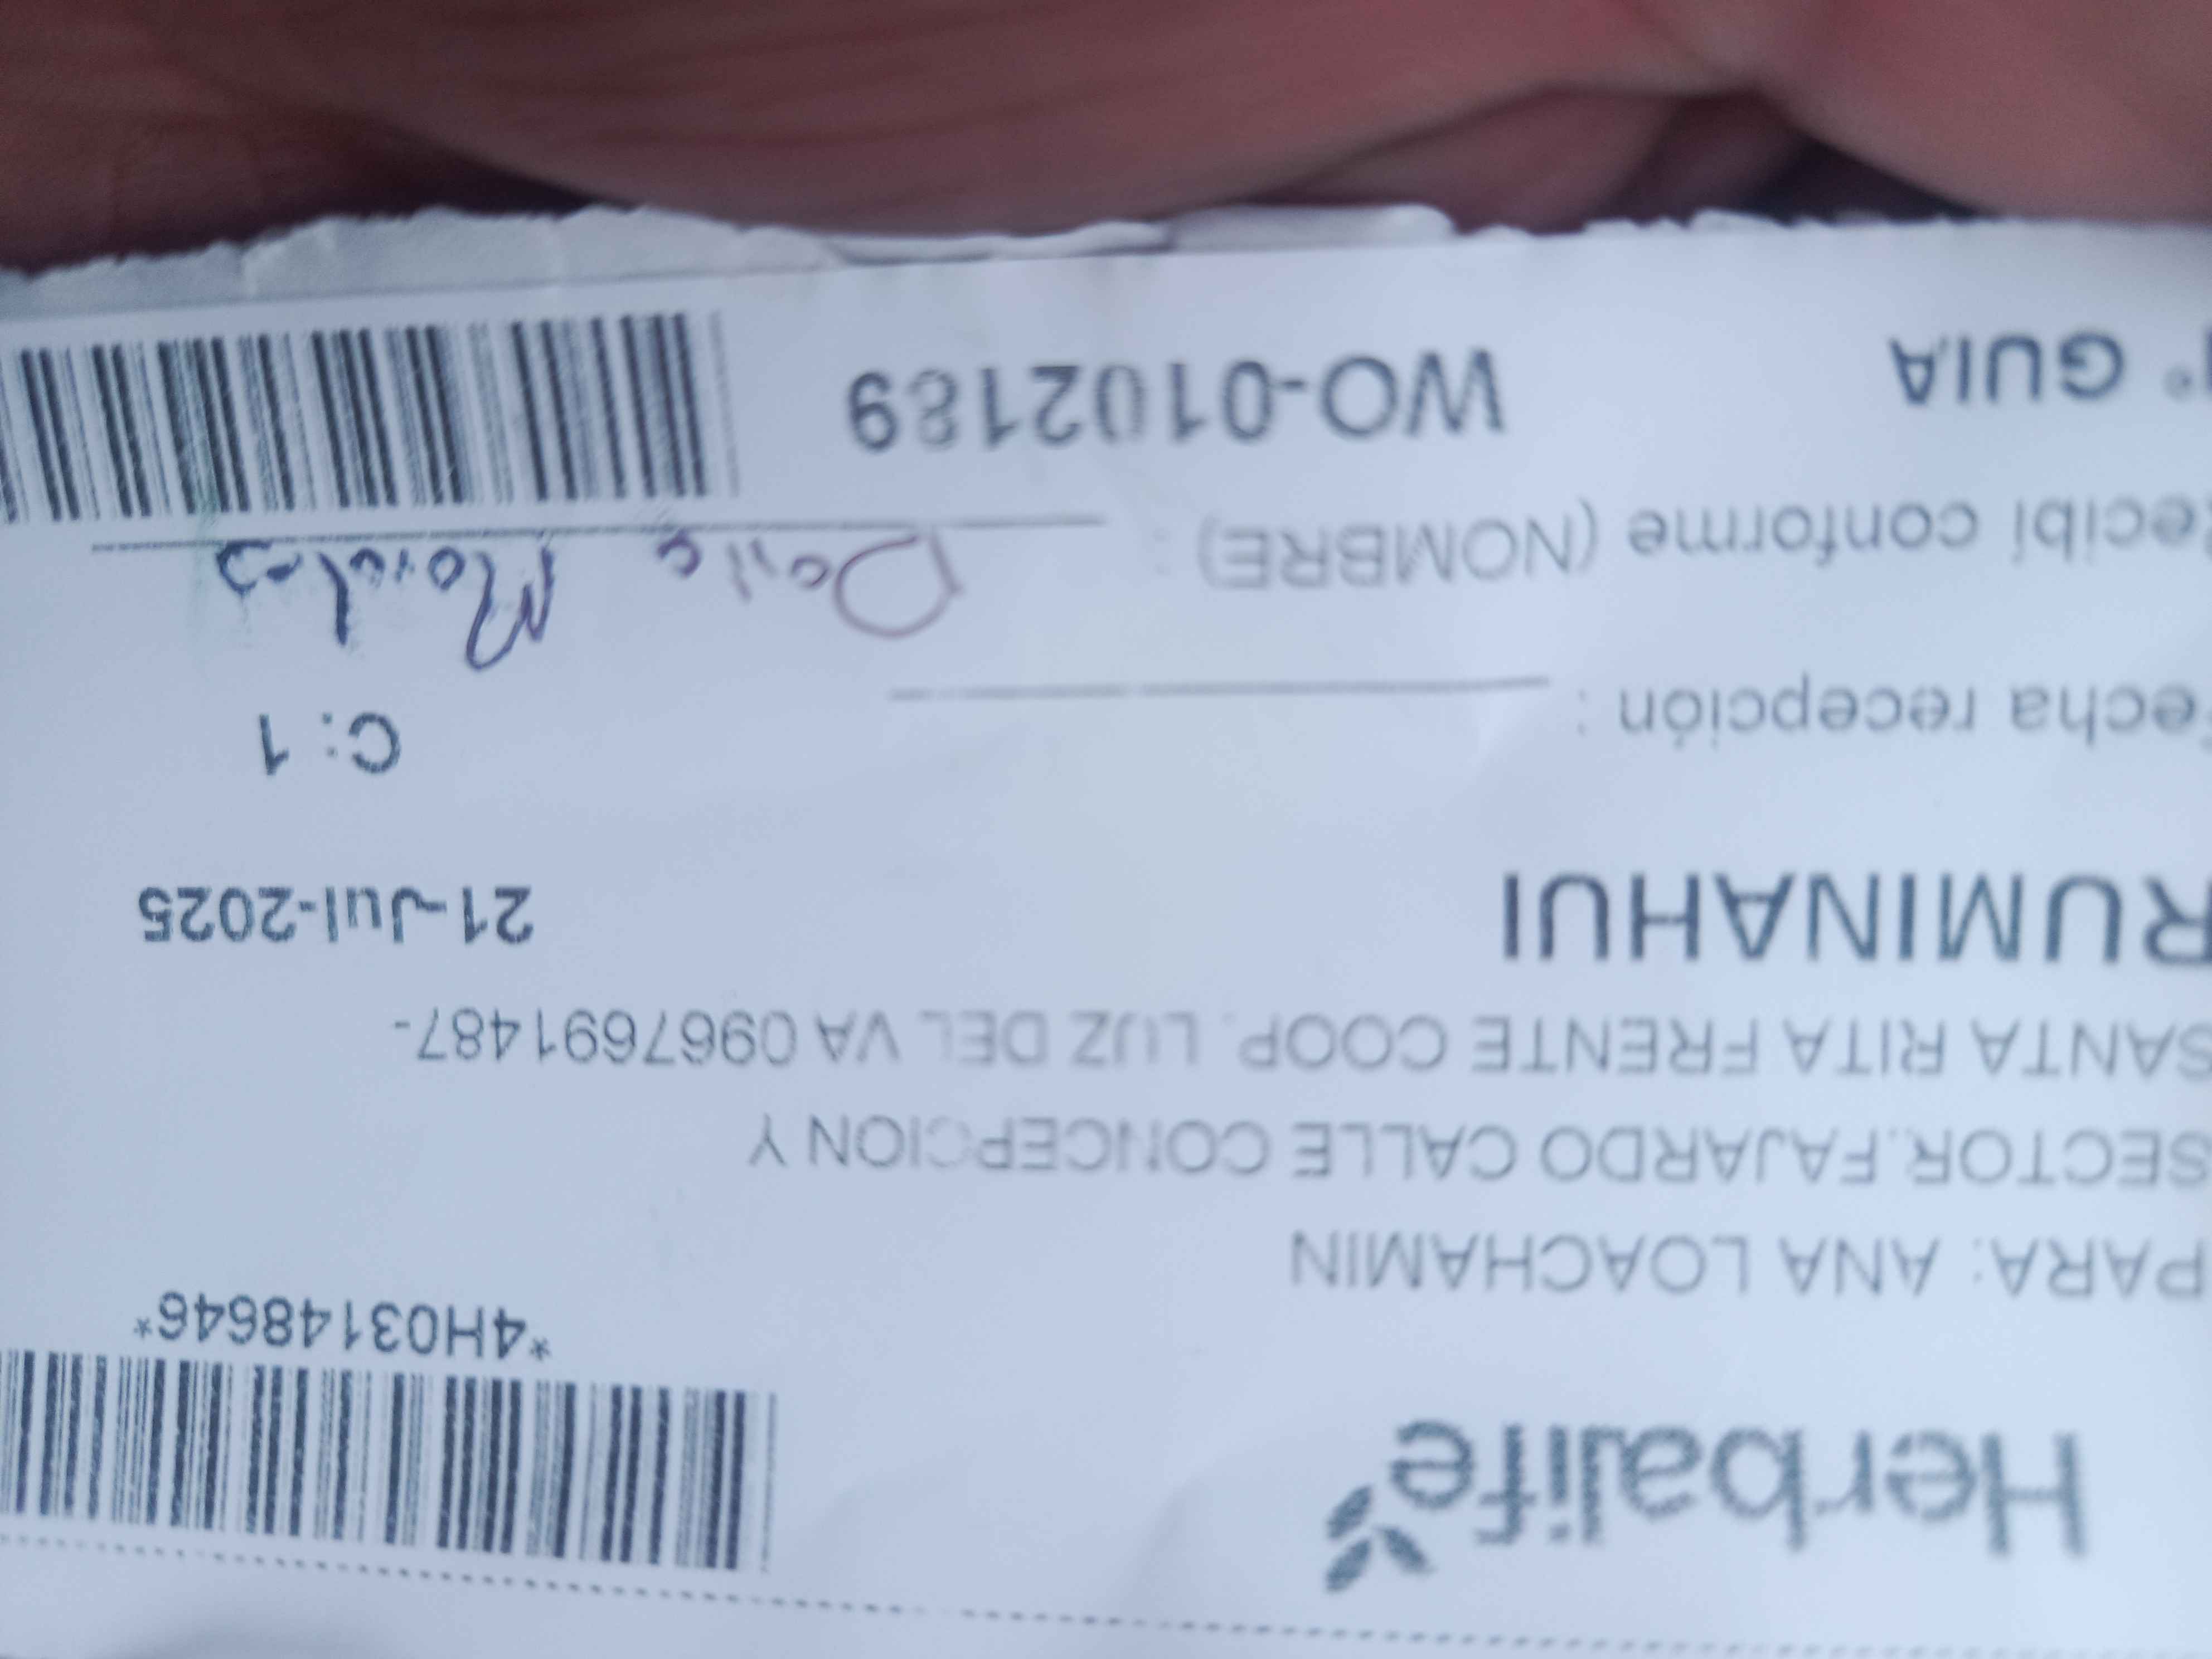 Herbalife
*4H03148646*
PARA: ANA LOACHAMIN
SECTOR.FAJARDO CALLE CONCEPCION Y
SANTA RITA FRENTE COOP. LUZ DEL VA 0967691487-
RUMINAHUI
21-Jul-2025
C: 1
echa recepción :
ecibi conforme (NOMBRE) : Morales
° GUIA WO-0102189